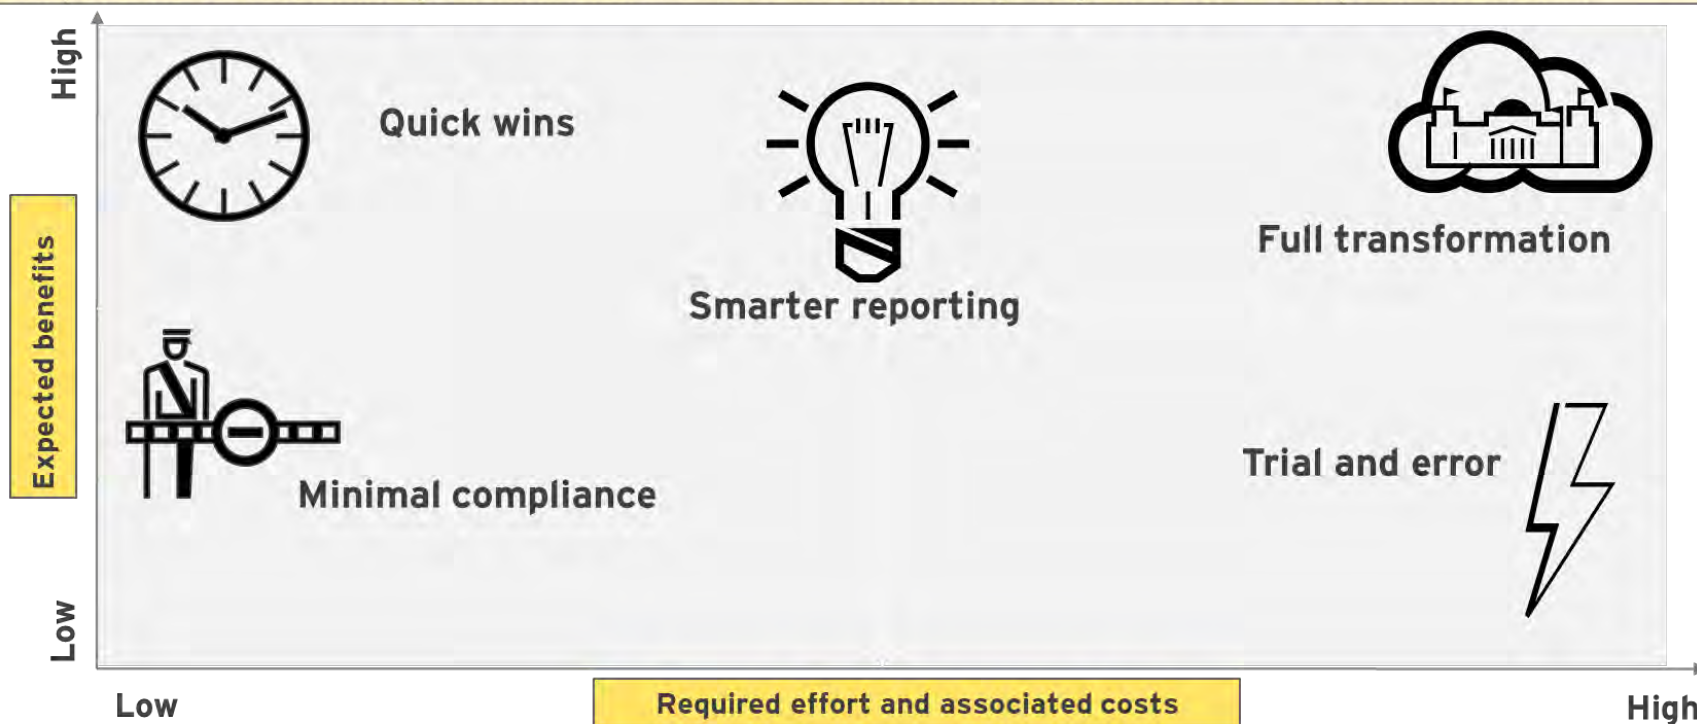 High
Quick wins
Full transformation
Smarter reporting
Expected benefits
Trial and error
Minimal compliance
Low
Low
Required effort and associated costs
High